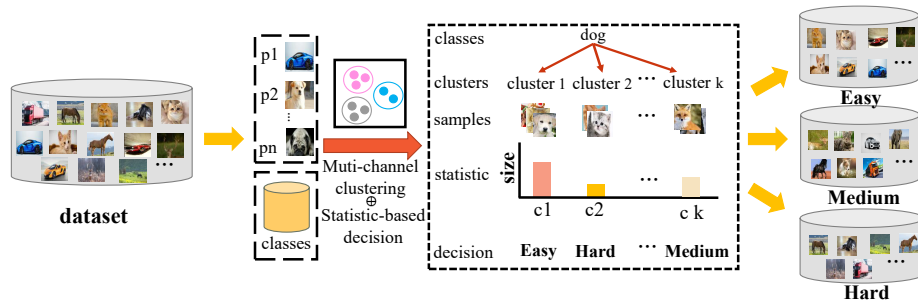 dataset
p1
p2
...
pn
classes
Muti-channel
clustering
⊕
Statistic-based
decision
classes
dog
clusters
cluster 1 cluster 2 ... cluster k
samples
...
statistic
size
...
c1 c2 c k
decision
Easy Hard ... Medium
...
Easy
...
Medium
...
Hard